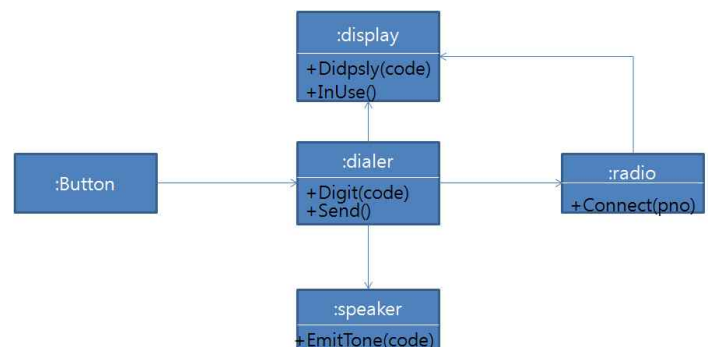 :display
+Didpsly(code)
+InUse()
:Button
:dialer
+Digit(code)
+Send()
:radio
+Connect(pno)
:speaker
+EmitTone(code)